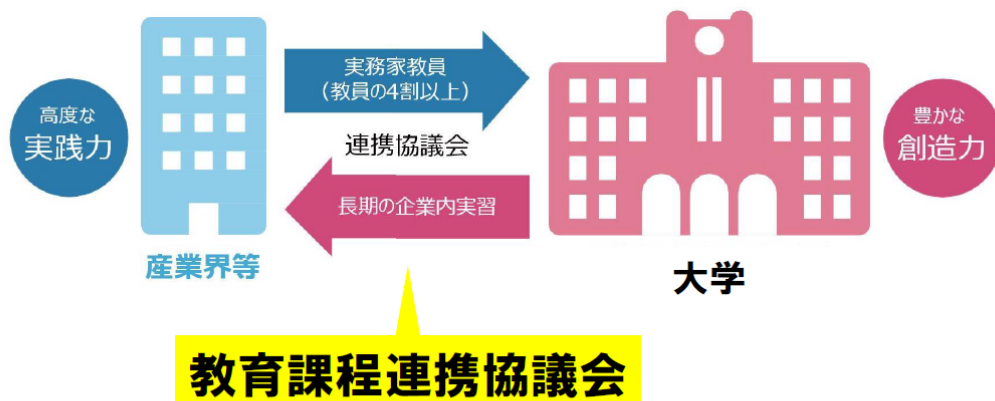 高度な
実践力
実務家教員
（教員の4割以上）
連携協議会
長期の企業内実習
豊かな
創造力
産業界等
大学
教育課程連携協議会